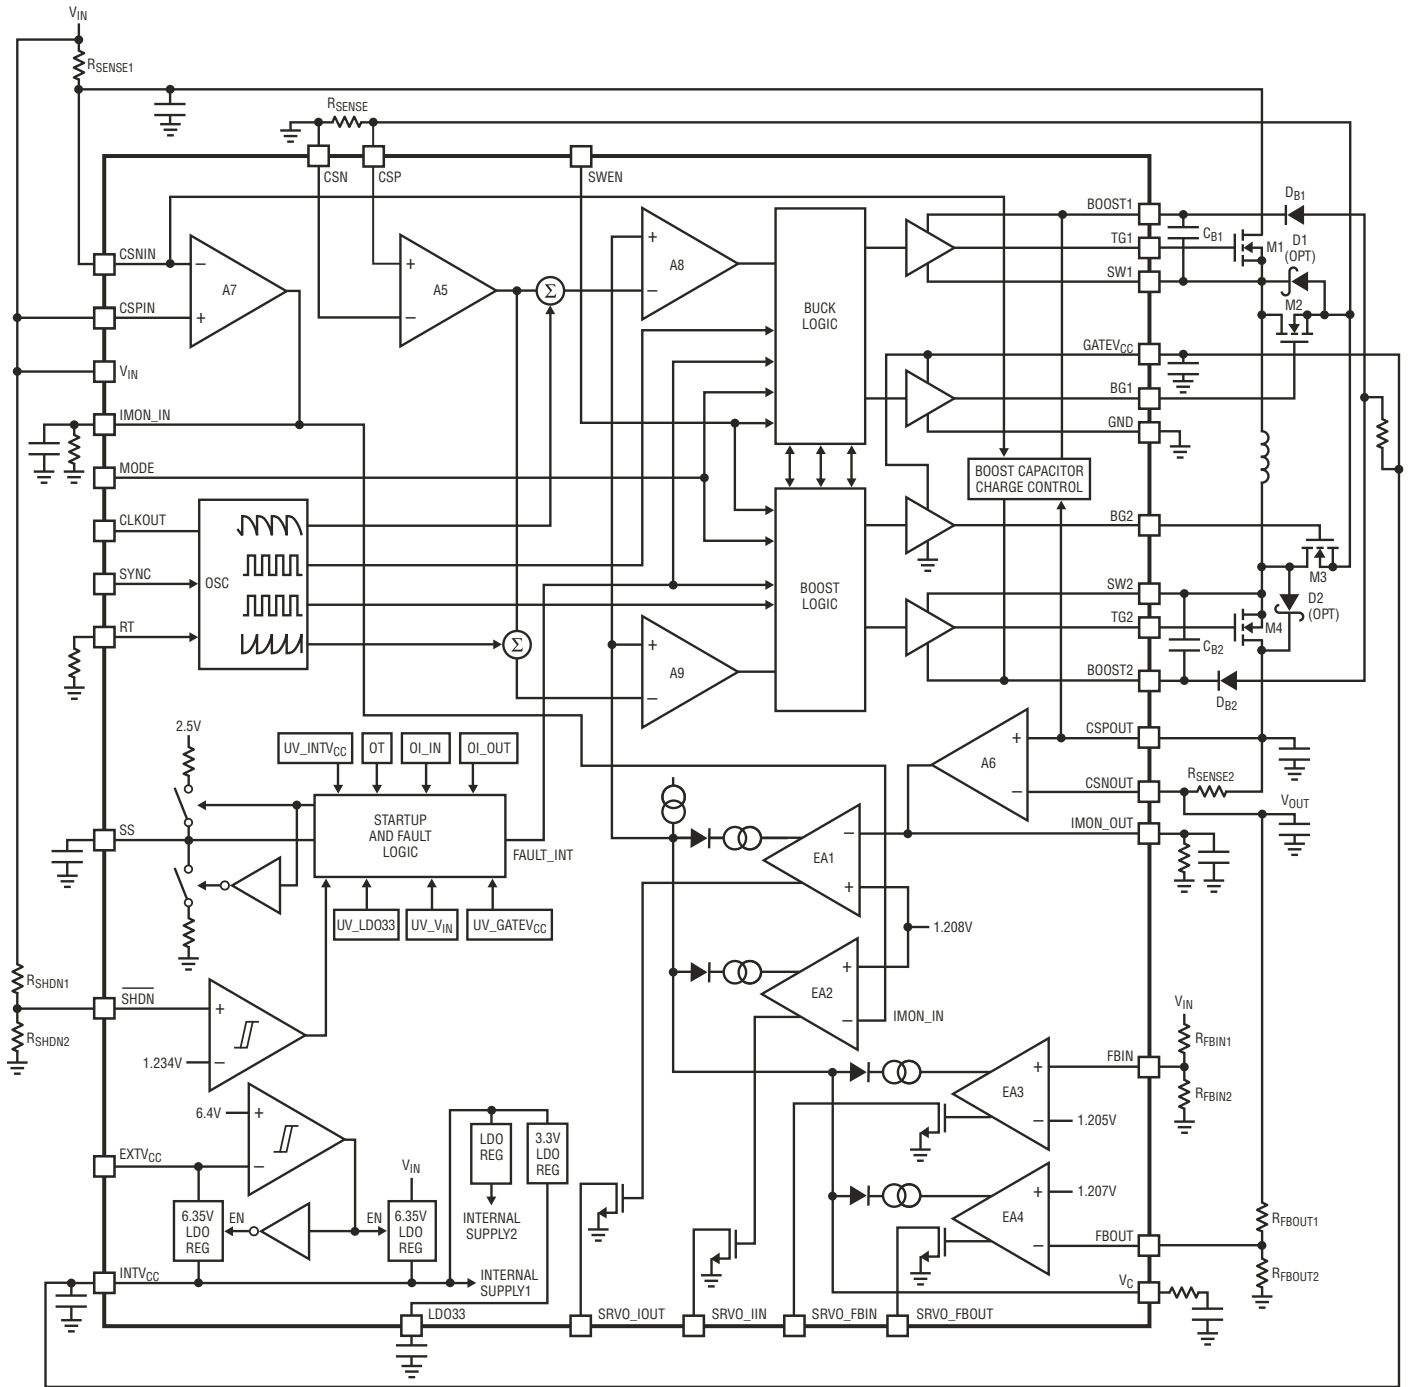 VIN
RSENSE1
RSENSE
CSN
CSP
SWEN
BOOST1
DB1
CSNIN
A7
−
+
A5
+
−
Σ
A8
+
−
BUCK
LOGIC
TG1
CB1
M1
D1
(OPT)
SW1
M2
CSPIN
VIN
GATEVCC
IMON_IN
BG1
GND
MODE
BOOST CAPACITOR
CHARGE CONTROL
CLKOUT
BG2
SYNC
OSC
M3
BOOST
LOGIC
SW2
D2
(OPT)
RT
Σ
TG2
M4
A9
+
−
CB2
BOOST2
DB2
2.5V
UV_INTVCC
OT
OI_IN
OI_OUT
A6
+
−
CSPOUT
CSNOUT
RSENSE2
VOUT
STARTUP
AND FAULT
LOGIC
SS
FAULT_INT
EA1
−
+
IMON_OUT
UV_LDO33
UV_VIN
UV_GATEVCC
1.208V
EA2
+
−
IMON_IN
RSHDN1
SHDN
+
−
1.234V
RSHDN2
VIN
RFBIN1
FBIN
RFBIN2
EA3
+
−
1.205V
6.4V
+
−
LDO
REG
3.3V
LDO
REG
EXTVCC
VIN
EA4
+
−
1.207V
6.35V
LDO
REG
EN
EN
6.35V
LDO
REG
INTERNAL
SUPPLY2
RFBOUT1
FBOUT
RFBOUT2
INTVCC
INTERNAL
SUPPLY1
VC
LDO33
SRVO_IOUT
SRVO_IIN
SRVO_FBIN
SRVO_FBOUT